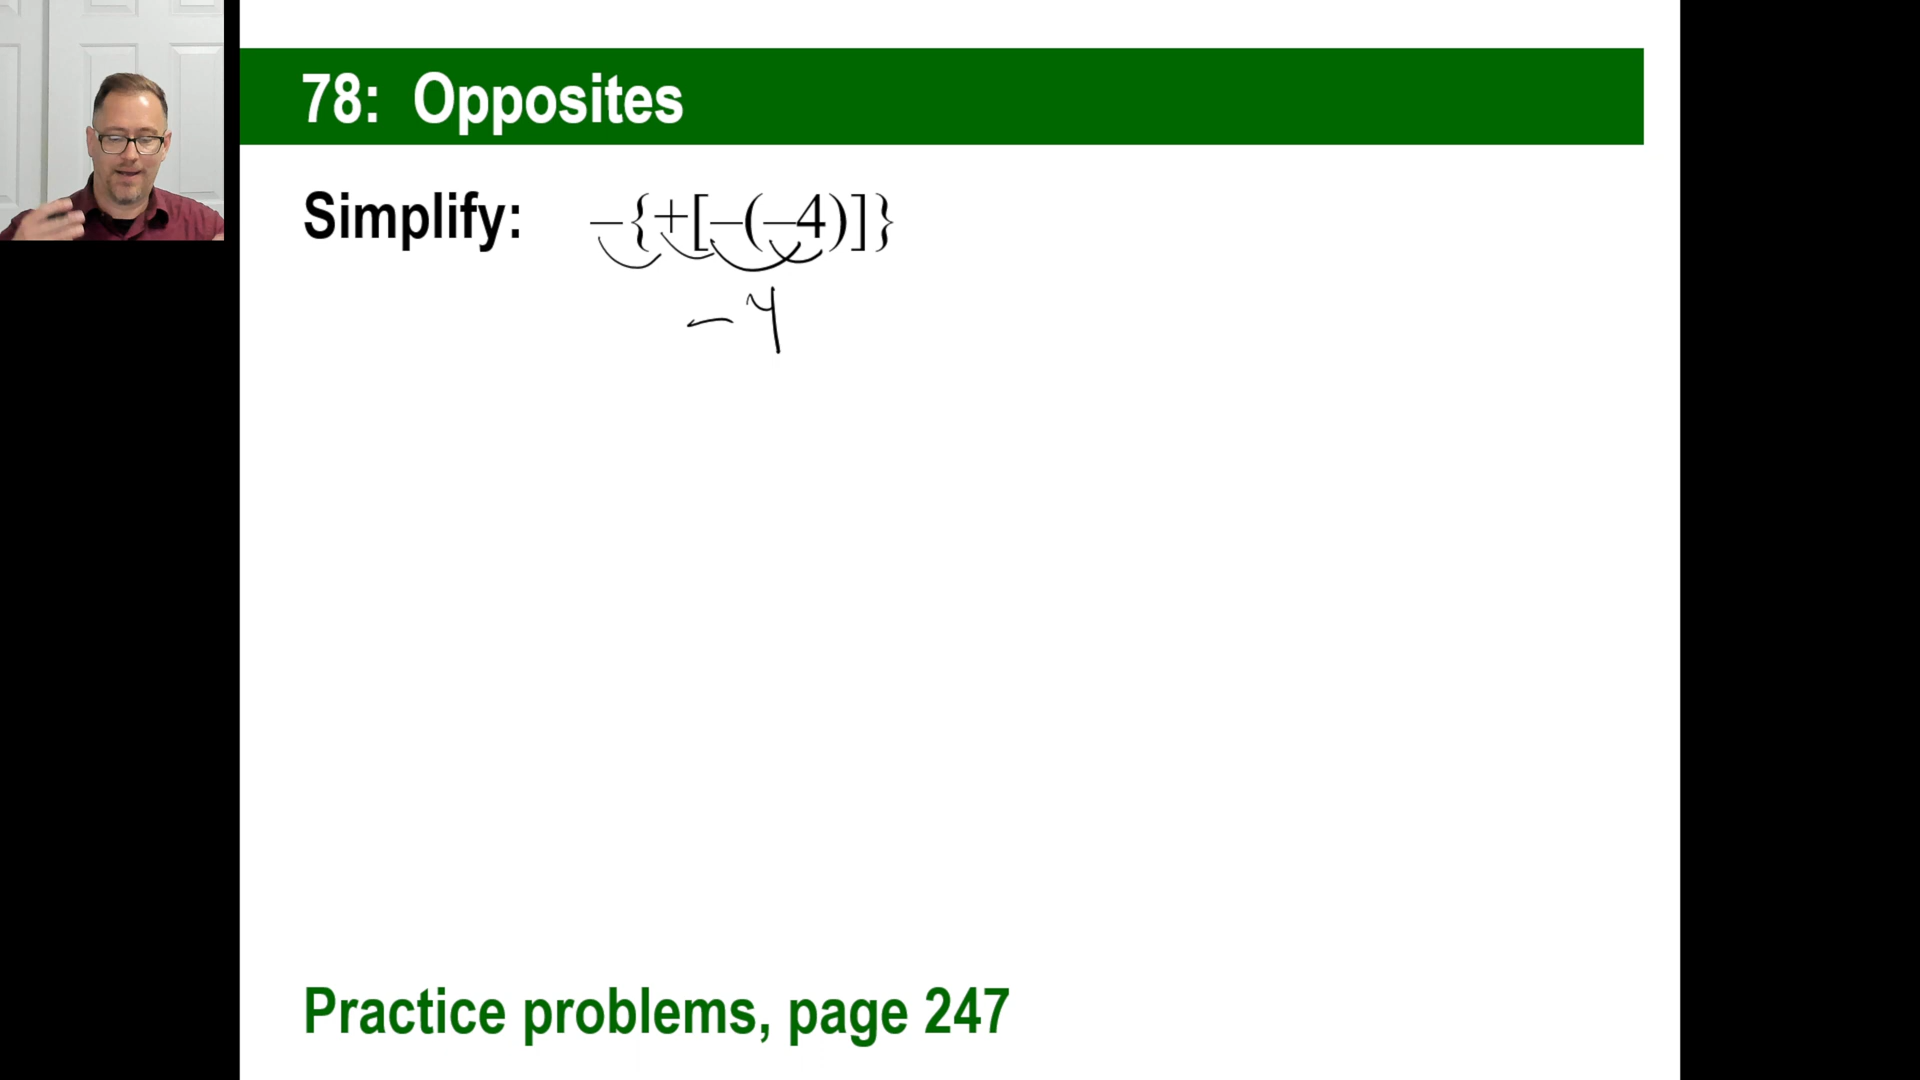 78: Opposites
Simplify: –{+[–(–4)]}
-4
Practice problems, page 247